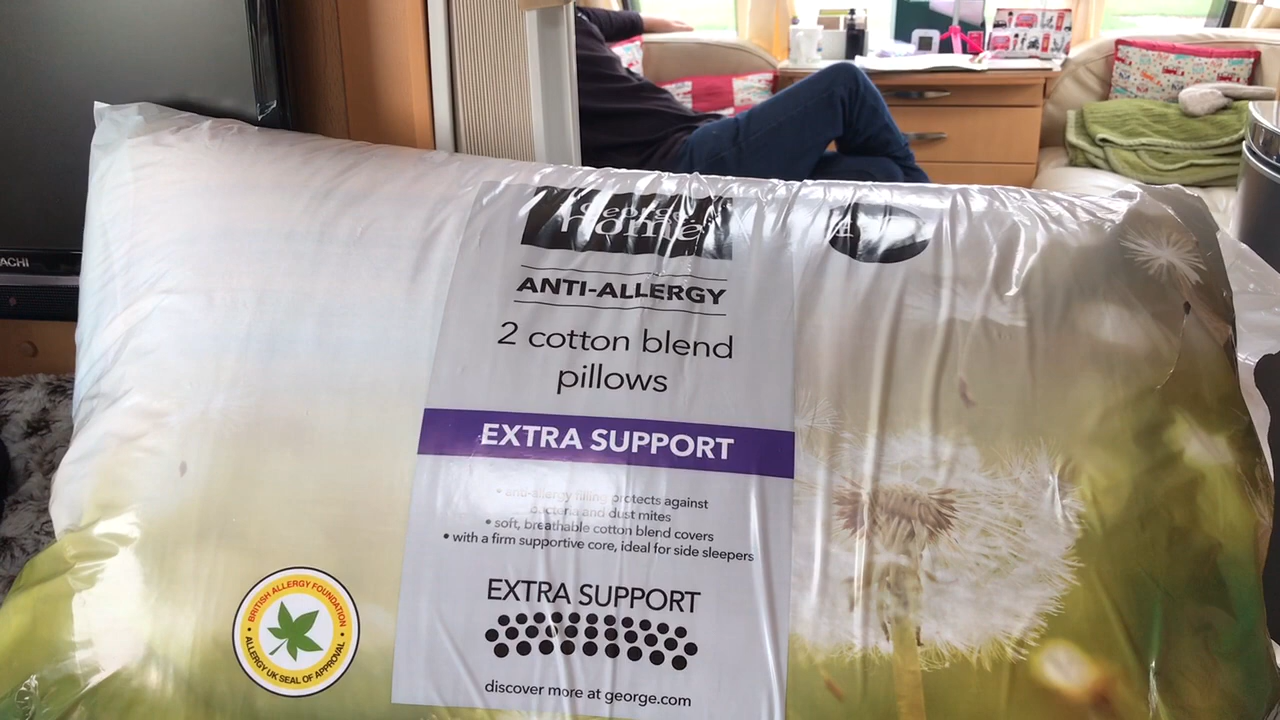 George
home
ANTI-ALLERGY
2 cotton blend
pillows
EXTRA SUPPORT
• anti-allergy filling protects against
bacteria and dust mites
• soft, breathable cotton blend covers
• with a firm supportive core, ideal for side sleepers
EXTRA SUPPORT
discover more at george.com
BRITISH ALLERGY FOUNDATION
• ALLERGY UK SEAL OF APPROVAL •
ACHI